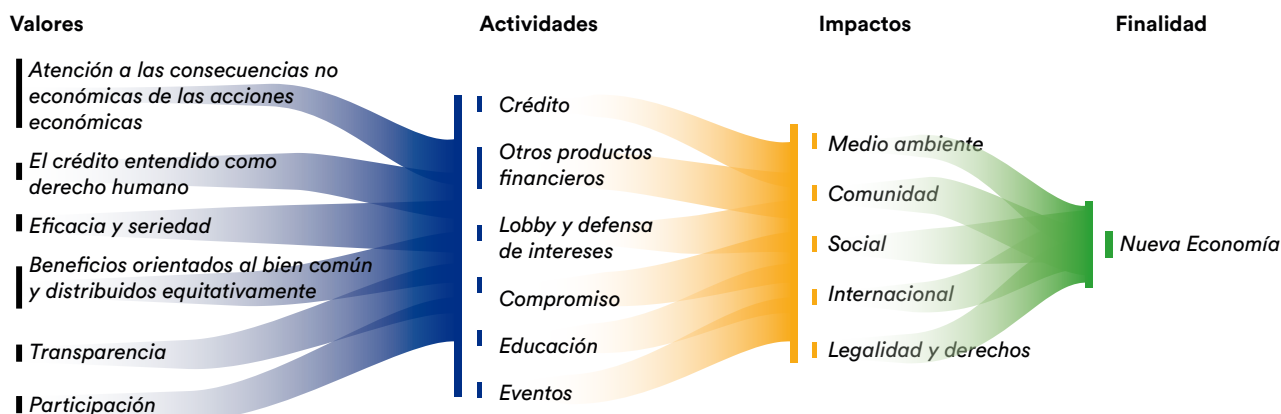 Valores
Atención a las consecuencias no
económicas de las acciones
económicas
El crédito entendido como
derecho humano
Eficacia y seriedad
Beneficios orientados al bien común
y distribuidos equitativamente
Transparencia
Participación
Actividades
Crédito
Otros productos
financieros
Lobby y defensa
de intereses
Compromiso
Educación
Eventos
Impactos
Medio ambiente
Comunidad
Social
Internacional
Legalidad y derechos
Finalidad
Nueva Economía